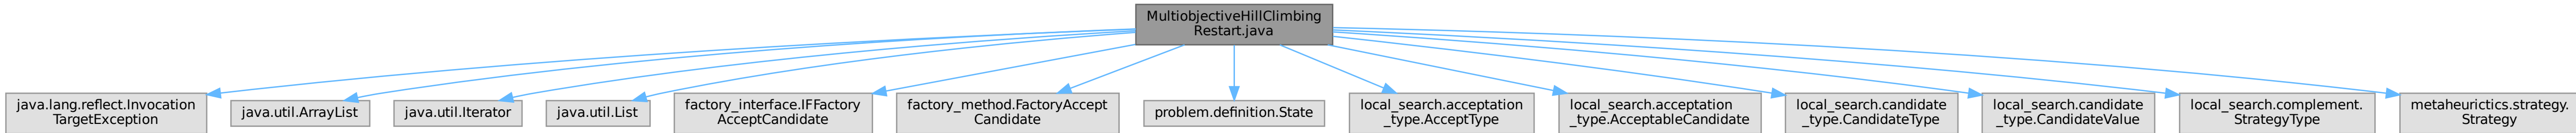 MultiobjectiveHillClimbing
Restart.java
java.lang.reflect.Invocation
TargetException
java.util.ArrayList
java.util.Iterator
java.util.List
factory_interface.IFFactory
AcceptCandidate
factory_method.FactoryAccept
Candidate
problem.definition.State
local_search.acceptation
_type.AcceptType
local_search.acceptation
_type.AcceptableCandidate
local_search.candidate
_type.CandidateType
local_search.candidate
_type.CandidateValue
local_search.complement.
StrategyType
metaheurictics.strategy.
Strategy